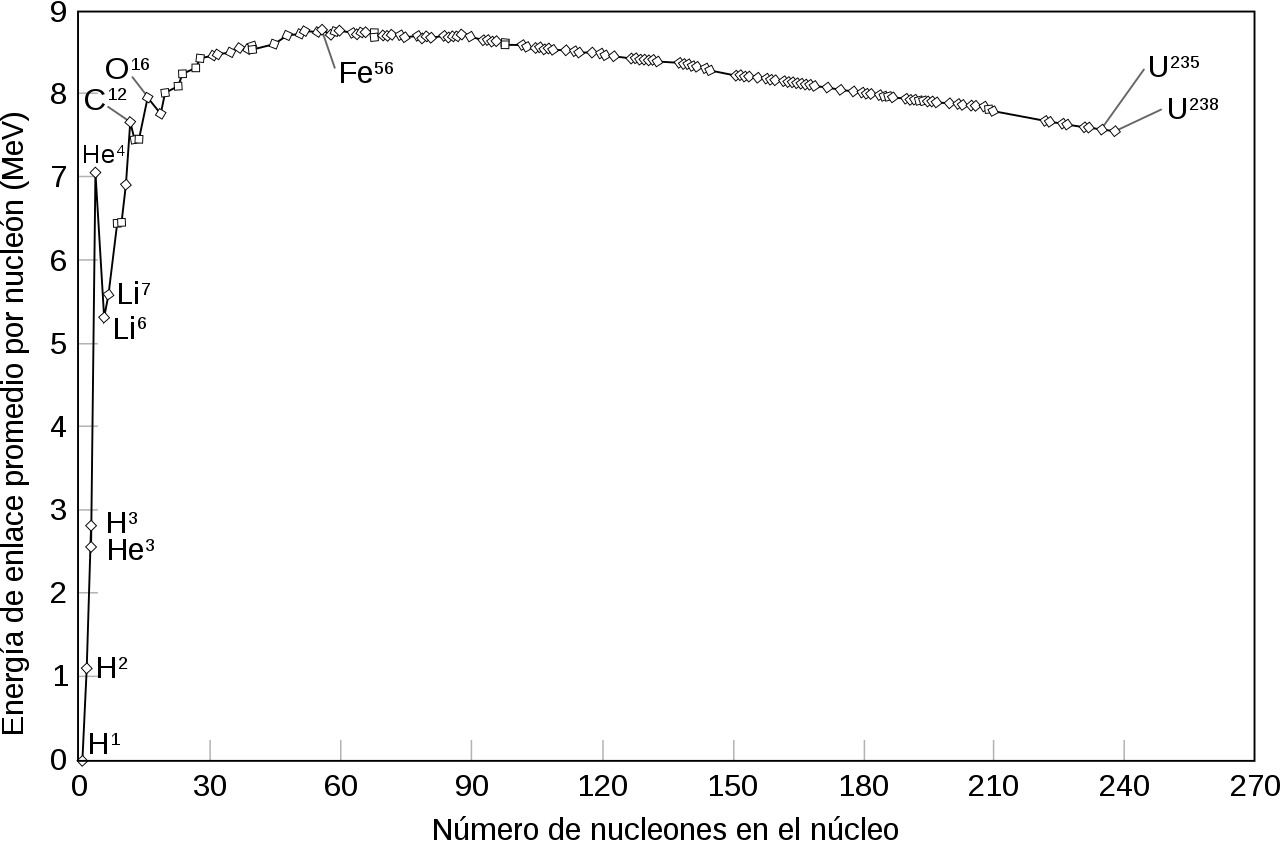 9
O¹⁶
Fe⁵⁶
U²³⁵
8
C¹²
U²³⁸
He⁴
7
6
Li⁷
Li⁶
5
4
3
H³
He³
2
H²
1
H¹
0
0 30 60 90 120 150 180 210 240 270
Número de nucleones en el núcleo
Energía de enlace promedio por nucleón (MeV)